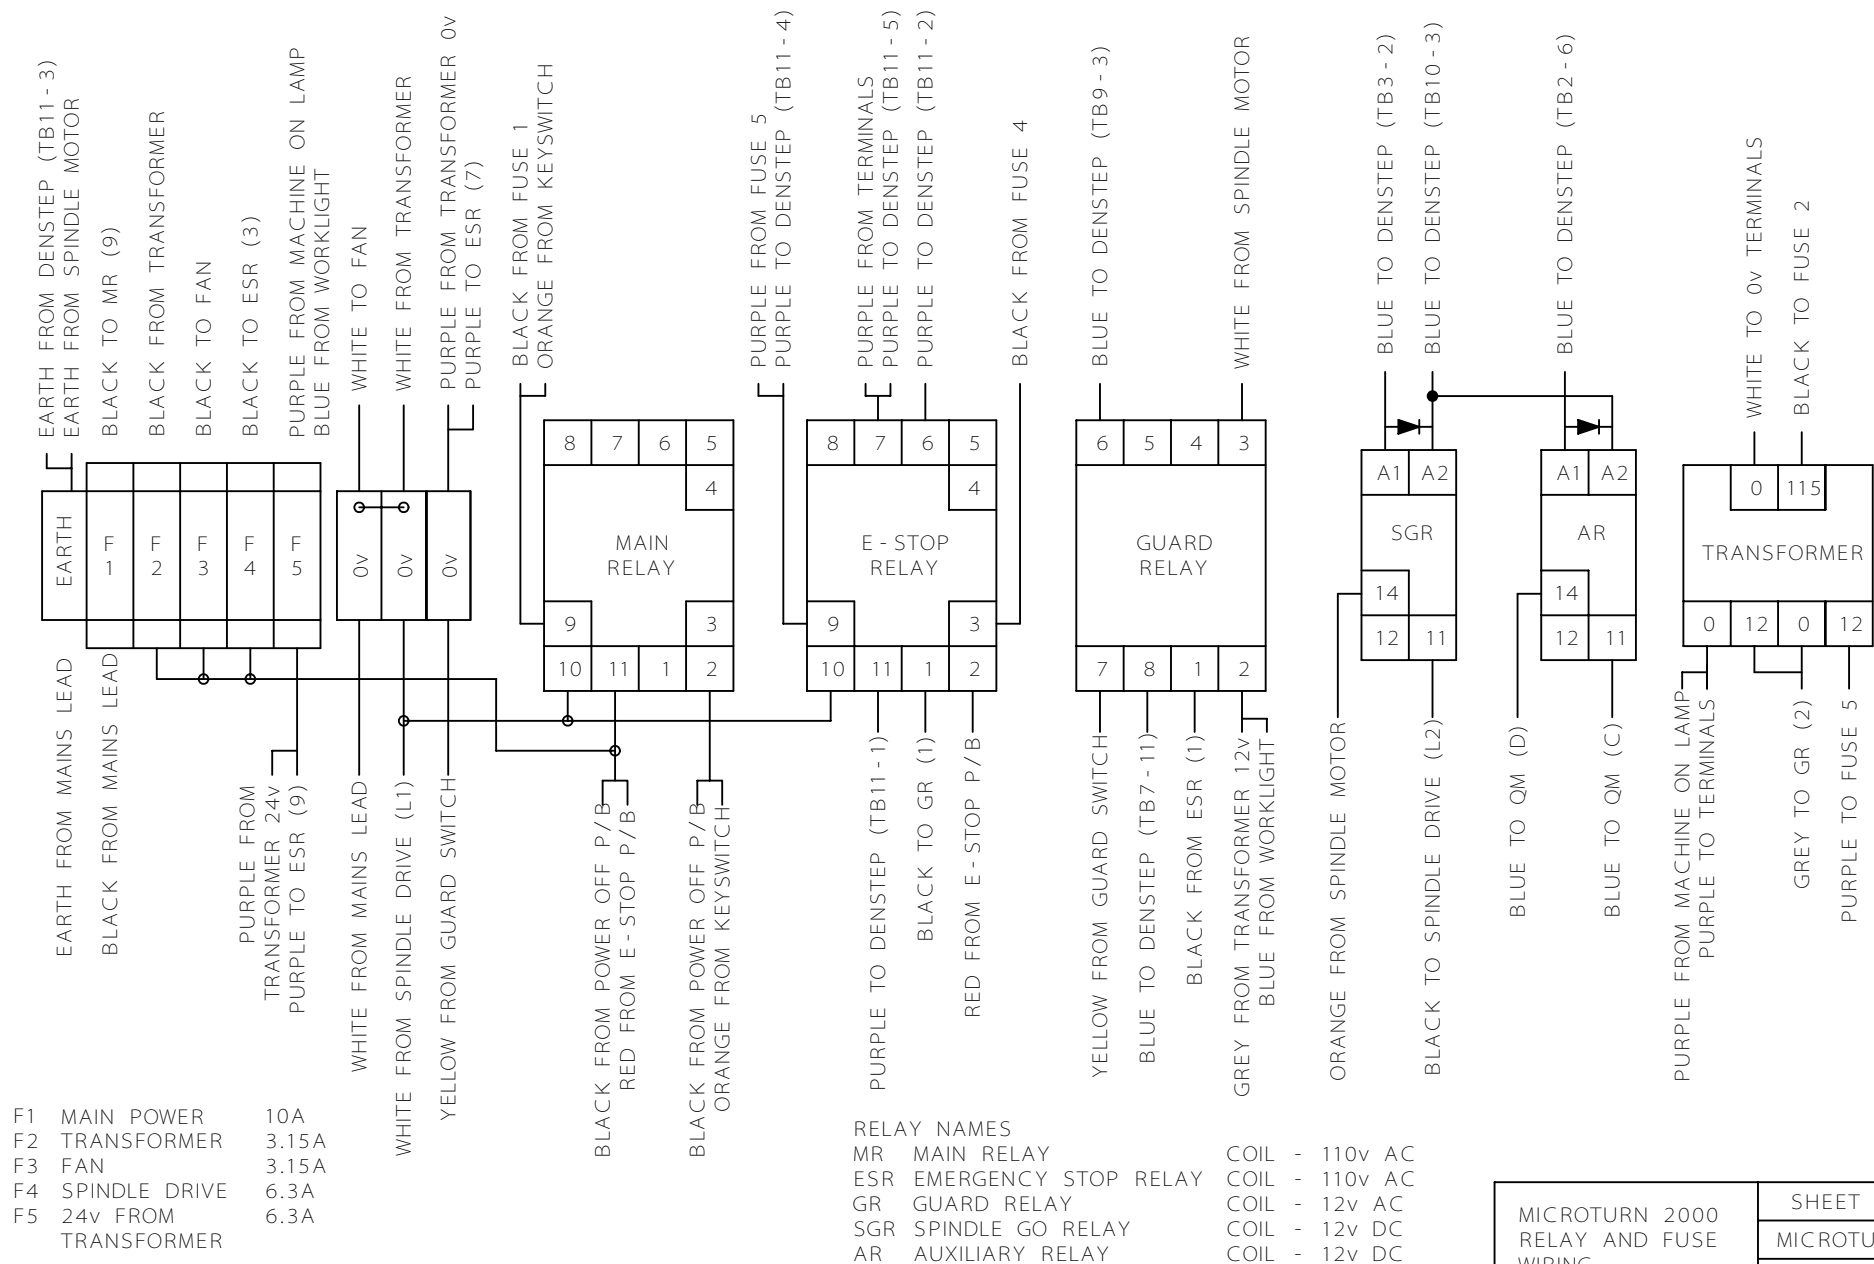 EARTH FROM DENSTEP (TB11-3)
EARTH FROM SPINDLE MOTOR
BLACK TO MR (9)
BLACK FROM TRANSFORMER
BLACK TO FAN
BLACK TO ESR (3)
PURPLE FROM MACHINE ON LAMP
BLUE FROM WORKLIGHT
WHITE TO FAN
WHITE FROM TRANSFORMER
PURPLE FROM TRANSFORMER 0v
PURPLE TO ESR (7)
BLACK FROM FUSE 1
ORANGE FROM KEYSWITCH
PURPLE FROM FUSE 5
PURPLE TO DENSTEP (TB11-4)
PURPLE FROM TERMINALS
PURPLE TO DENSTEP (TB11-5)
PURPLE TO DENSTEP (TB11-2)
BLACK FROM FUSE 4
BLUE TO DENSTEP (TB9-3)
WHITE FROM SPINDLE MOTOR
BLUE TO DENSTEP (TB3-2)
BLUE TO DENSTEP (TB10-3)
BLUE TO DENSTEP (TB2-6)
WHITE TO 0v TERMINALS
BLACK TO FUSE 2
EARTH
F 1
F 2
F 3
F 4
F 5
0v
0v
0v
8 7 6 5
4
MAIN
RELAY
9 3
10 11 1 2
8 7 6 5
4
E-STOP
RELAY
9 3
10 11 1 2
6 5 4 3
GUARD
RELAY
7 8 1 2
A1 A2
SGR
14
12 11
A1 A2
AR
14
12 11
0 115
TRANSFORMER
0 12 0 12
EARTH FROM MAINS LEAD
BLACK FROM MAINS LEAD
PURPLE FROM
TRANSFORMER 24v
PURPLE TO ESR (9)
WHITE FROM MAINS LEAD
WHITE FROM SPINDLE DRIVE (L1)
YELLOW FROM GUARD SWITCH
BLACK FROM POWER OFF P/B
RED FROM E-STOP P/B
BLACK FROM POWER OFF P/B
ORANGE FROM KEYSWITCH
PURPLE TO DENSTEP (TB11-1)
BLACK TO GR (1)
RED FROM E-STOP P/B
YELLOW FROM GUARD SWITCH
BLUE TO DENSTEP (TB7-11)
BLACK FROM ESR (1)
GREY FROM TRANSFORMER 12v
BLUE FROM WORKLIGHT
ORANGE FROM SPINDLE MOTOR
BLACK TO SPINDLE DRIVE (L2)
BLUE TO QM (D)
BLUE TO QM (C)
PURPLE FROM MACHINE ON LAMP
PURPLE TO TERMINALS
GREY TO GR (2)
PURPLE TO FUSE 5
F1 MAIN POWER 10A
F2 TRANSFORMER 3.15A
F3 FAN 3.15A
F4 SPINDLE DRIVE 6.3A
F5 24v FROM 6.3A
TRANSFORMER
RELAY NAMES
MR MAIN RELAY COIL - 110v AC
ESR EMERGENCY STOP RELAY COIL - 110v AC
GR GUARD RELAY COIL - 12v AC
SGR SPINDLE GO RELAY COIL - 12v DC
AR AUXILIARY RELAY COIL - 12v DC
MICROTURN 2000
RELAY AND FUSE
WIRING
SHEET
MICROTU